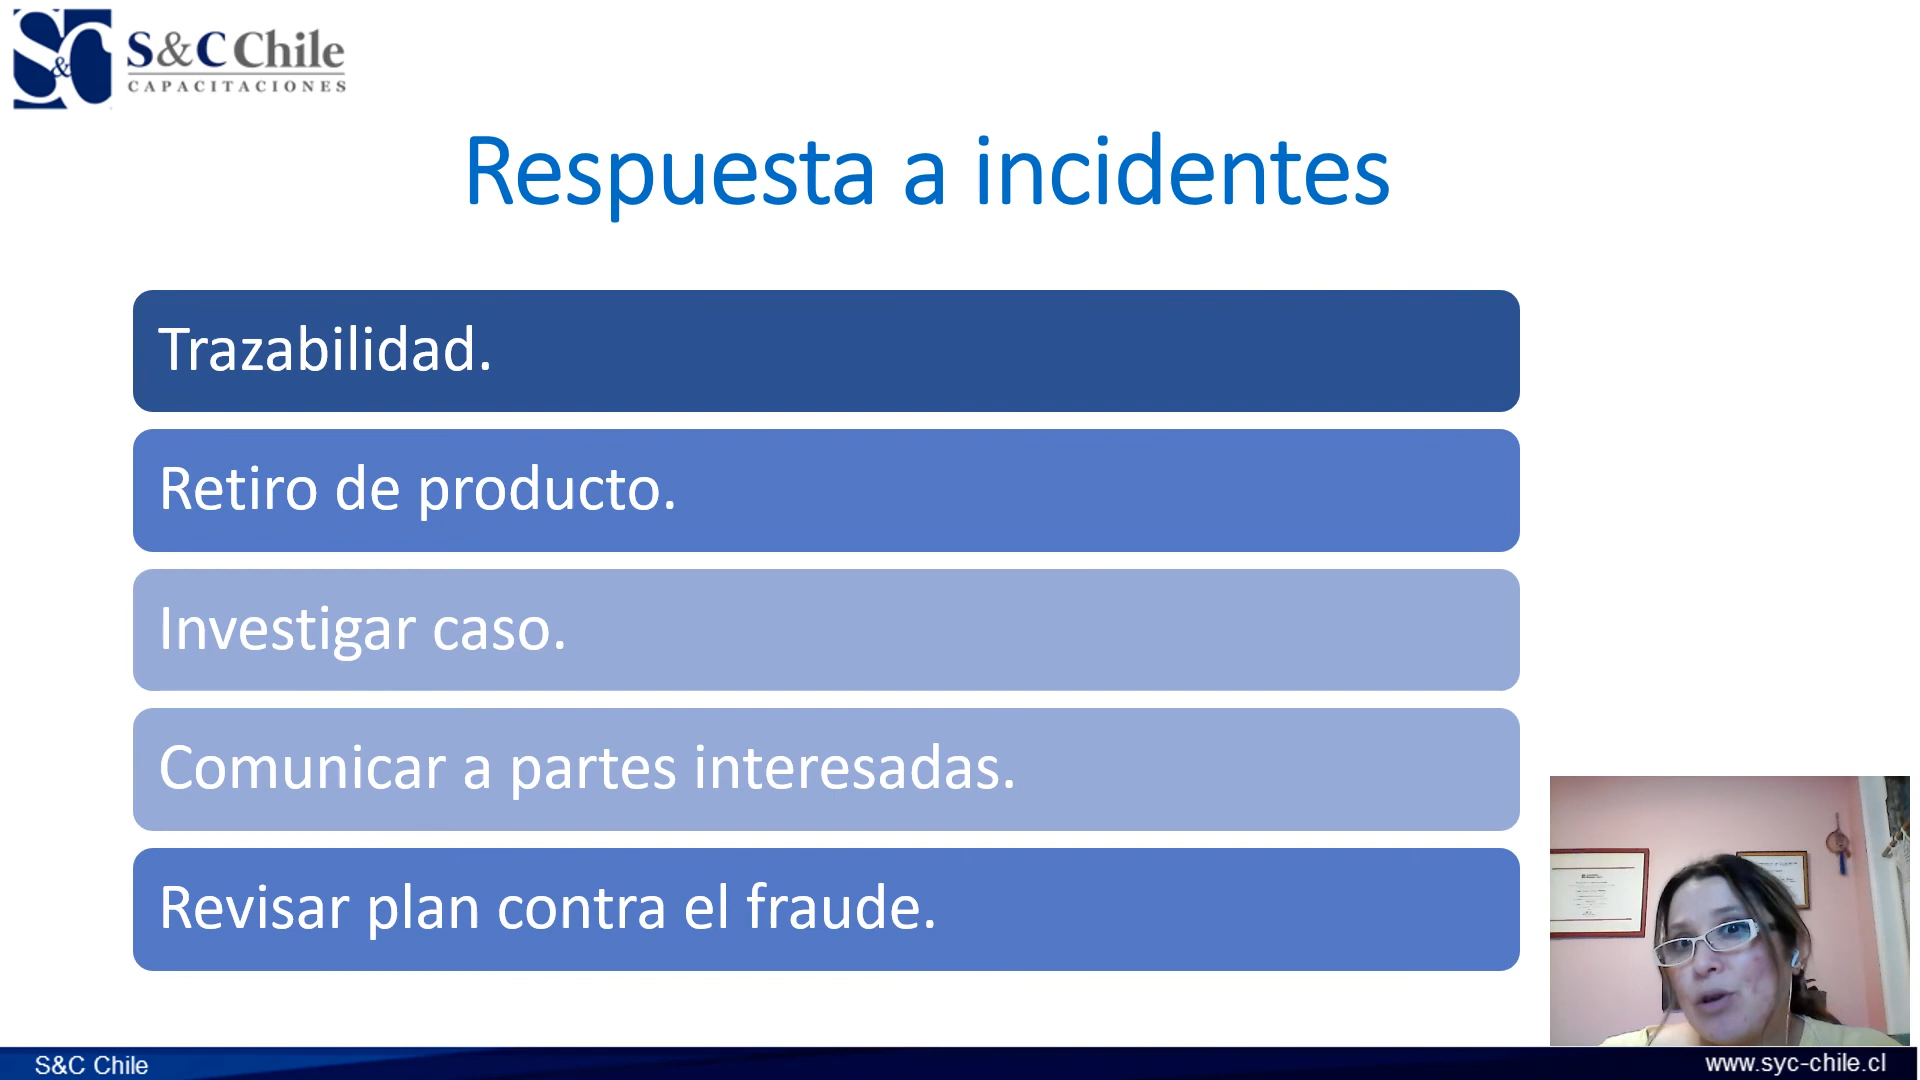 S&C
S&C Chile
CAPACITACIONES
Respuesta a incidentes
Trazabilidad.
Retiro de producto.
Investigar caso.
Comunicar a partes interesadas.
Revisar plan contra el fraude.
S&C Chile
www.syc-chile.cl